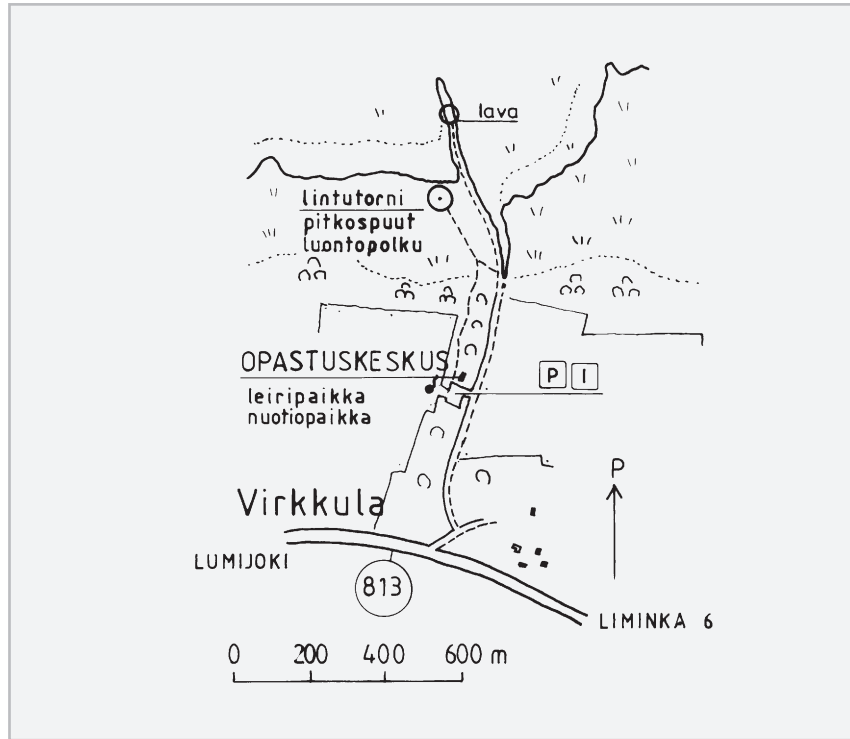 lava
lintutorni
pitkospuut
luontopolku
OPASTUSKESKUS
P I
leiripaikka
nuotiopaikka
P
Virkkula
LUMIJOKI
813
LIMINKA 6
0 200 400 600 m